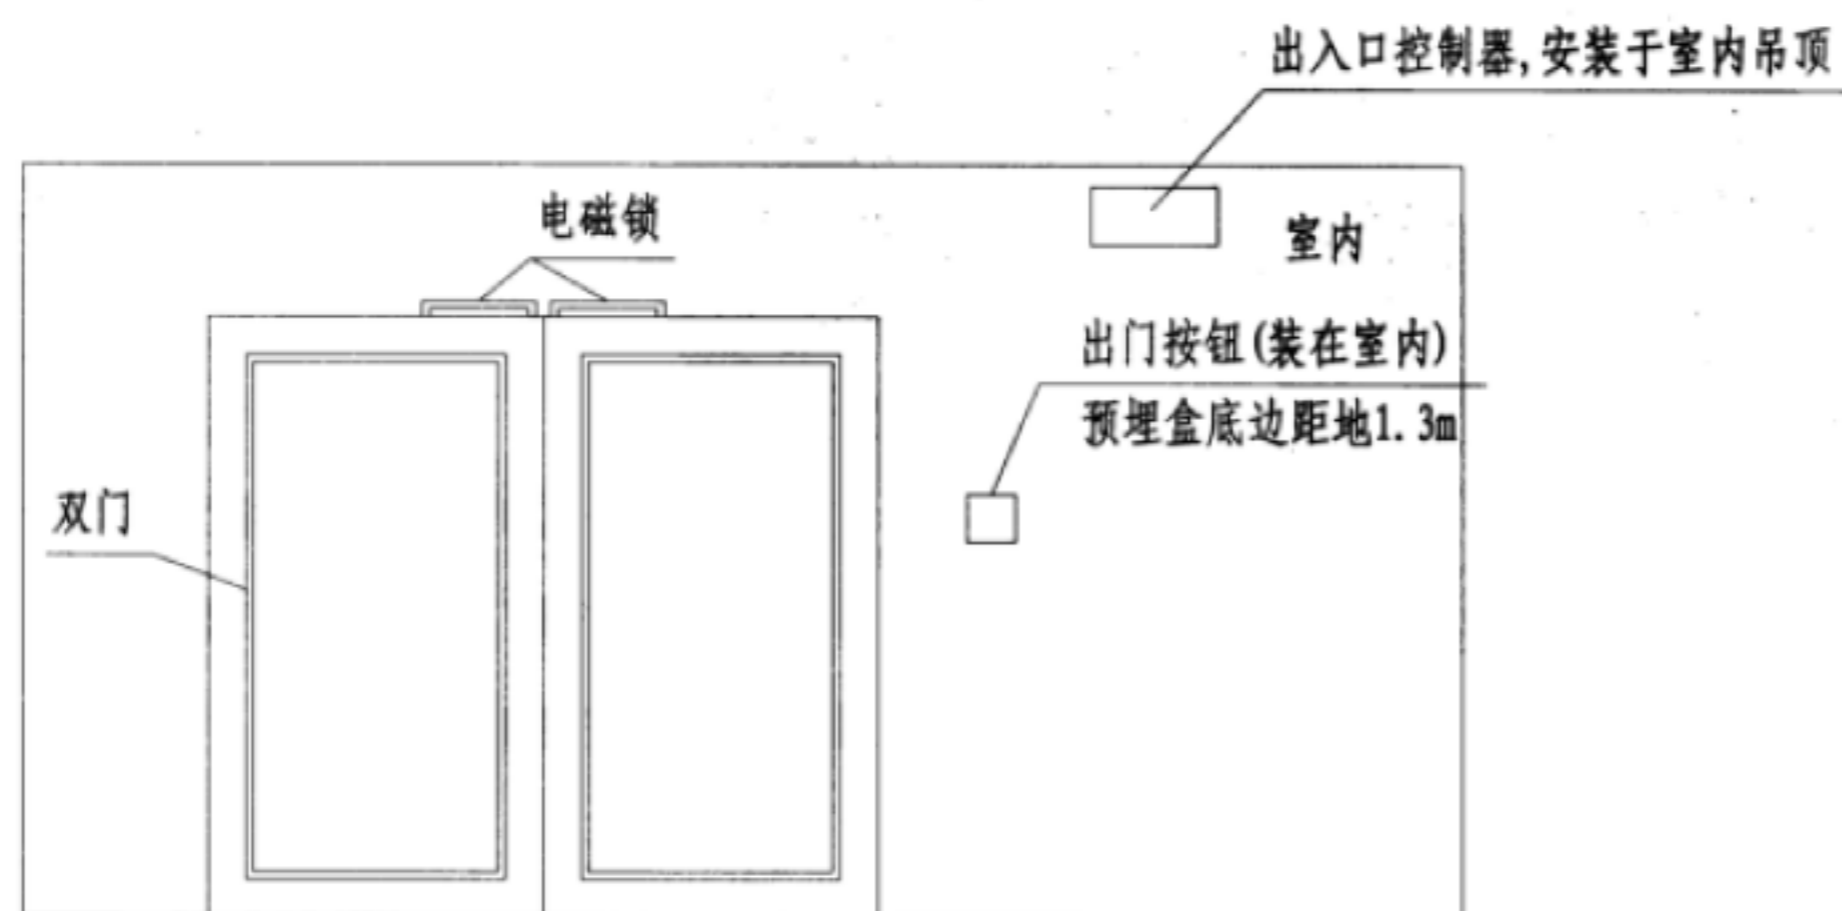 出入口控制器,安装于室内吊顶
电磁锁
室内
出门按钮(装在室内)
预埋盒底边距地1.3m
双门